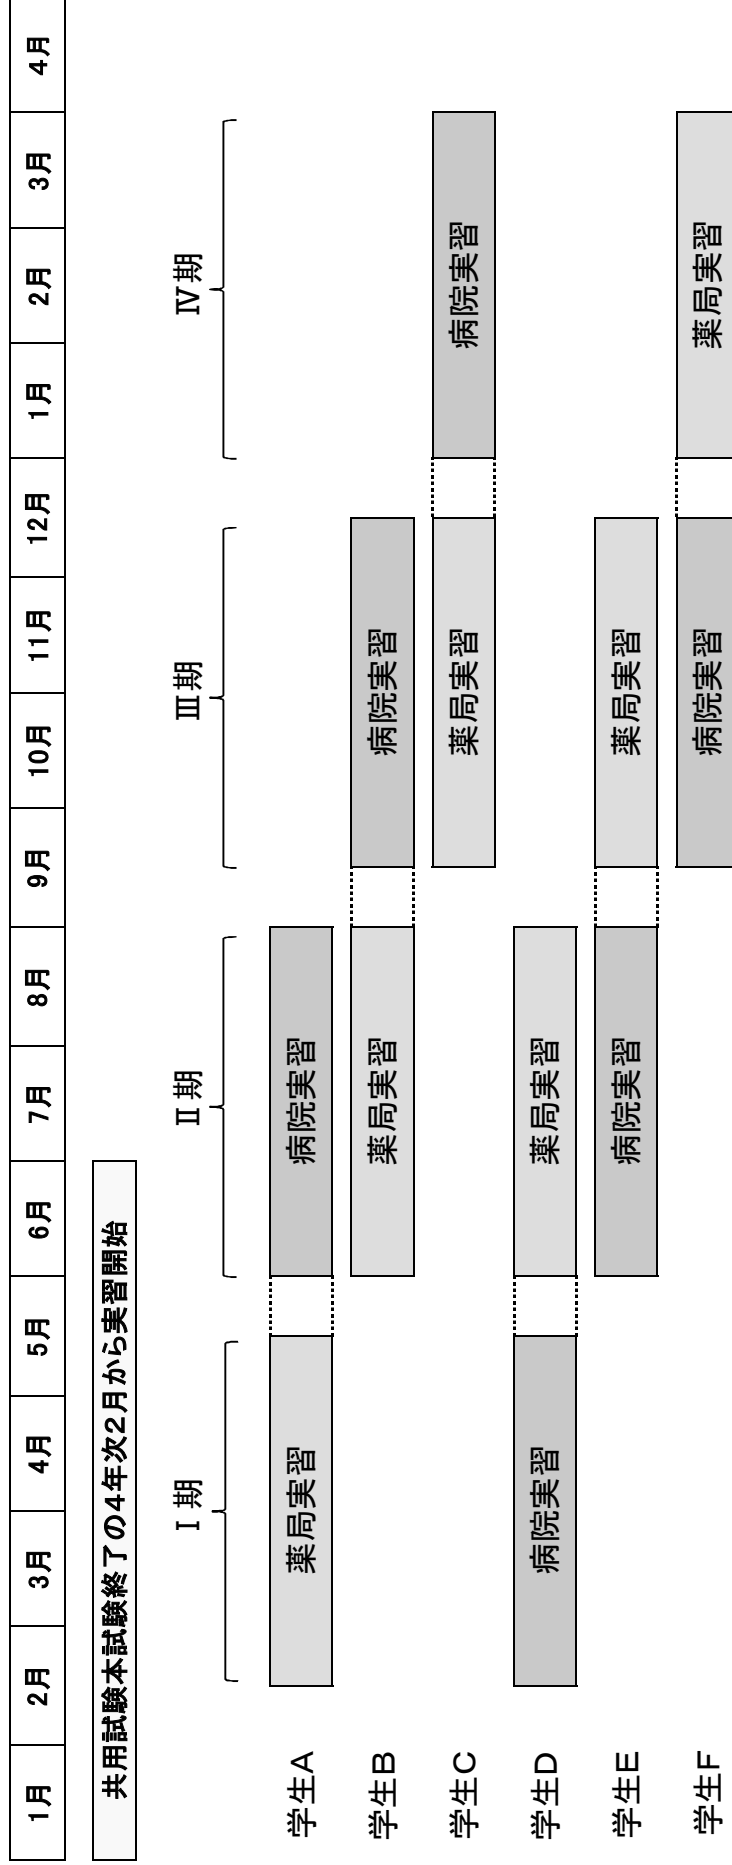 1月 2月 3月 4月 5月 6月 7月 8月 9月 10月 11月 12月 1月 2月 3月 4月
共用試験本試験終了の4年次2月から実習開始
Ⅰ期 Ⅱ期 Ⅲ期 Ⅳ期
学生A 薬局実習 病院実習
学生B 薬局実習 病院実習
学生C 薬局実習 病院実習
学生D 病院実習 薬局実習
学生E 病院実習 薬局実習
学生F 病院実習 薬局実習